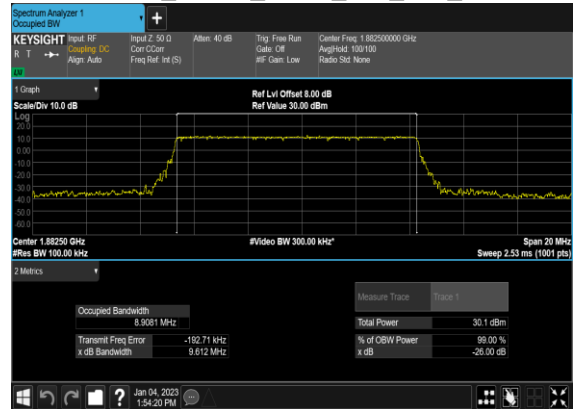 Spectrum Analyzer 1
Occupied BW
+
KEYSIGHT
R T
LW
Input: RF
Coupling: DC
Align: Auto
Input Z: 50 Ω
Corr CCorr
Freq Ref: Int (S)
Atten: 40 dB
Trig: Free Run
Gate: Off
#IF Gain: Low
Center Freq: 1.882500000 GHz
Avg|Hold: 100/100
Radio Std: None
1 Graph
Scale/Div 10.0 dB
Ref Lvl Offset 8.00 dB
Ref Value 30.00 dBm
Log
20.0
10.0
0.00
-10.0
-20.0
-30.0
-40.0
-50.0
-60.0
Center 1.88250 GHz
#Res BW 100.00 kHz
#Video BW 300.00 kHz*
Span 20 MHz
Sweep 2.53 ms (1001 pts)
2 Metrics
Measure Trace Trace 1
Occupied Bandwidth
8.9081 MHz
Total Power 30.1 dBm
Transmit Freq Error -192.71 kHz
% of OBW Power 99.00 %
x dB Bandwidth 9.612 MHz
x dB -26.00 dB
?
Jan 04, 2023
1:54:20 PM